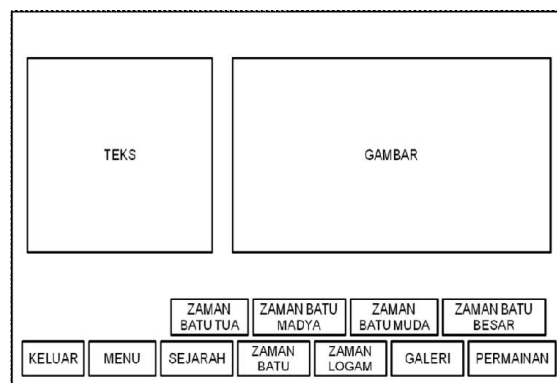 TEKS
GAMBAR
ZAMAN
BATU TUA
ZAMAN BATU
MADYA
ZAMAN
BATU MUDA
ZAMAN BATU
BESAR
KELUAR
MENU
SEJARAH
ZAMAN
BATU
ZAMAN
LOGAM
GALERI
PERMAINAN